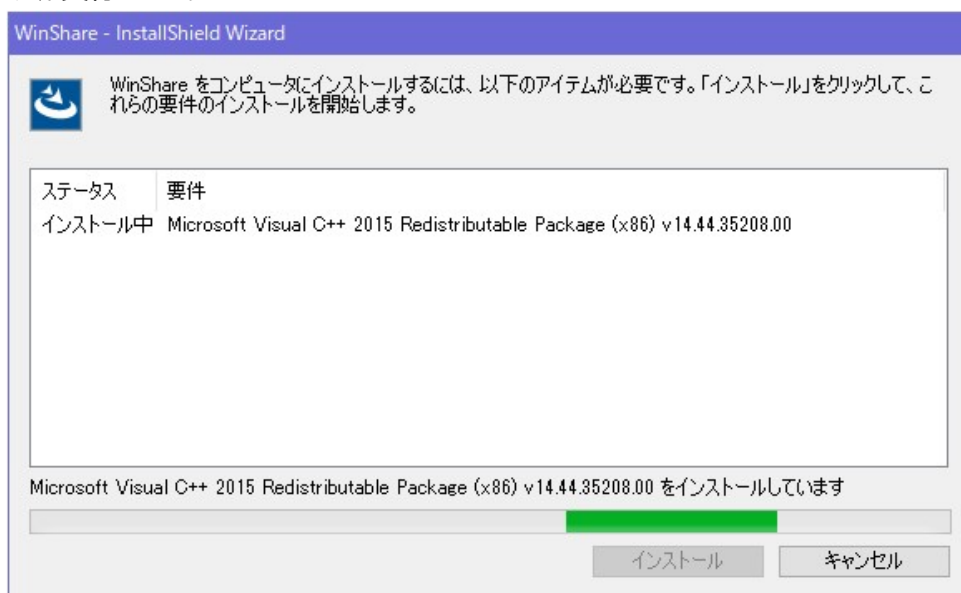 WinShare - InstallShield Wizard
WinShare をコンピュータにインストールするには、以下のアイテムが必要です。「インストール」をクリックして、こ
れらの要件のインストールを開始します。
ステータス 要件
インストール中 Microsoft Visual C++ 2015 Redistributable Package (x86) v14.44.35208.00
Microsoft Visual C++ 2015 Redistributable Package (x86) v14.44.35208.00 をインストールしています
インストール キャンセル